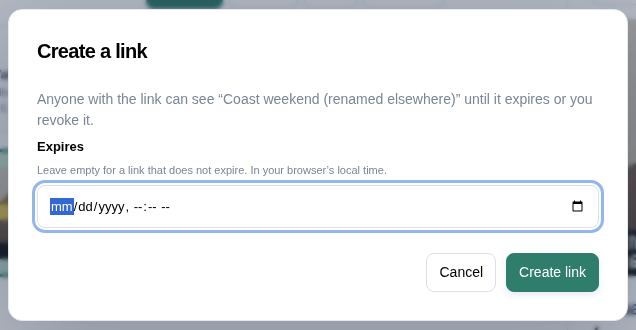 Create a link
Anyone with the link can see “Coast weekend (renamed elsewhere)” until it expires or you
revoke it.
Expires
Leave empty for a link that does not expire. In your browser’s local time.
mm/dd/yyyy, --:-- --
Cancel
Create link